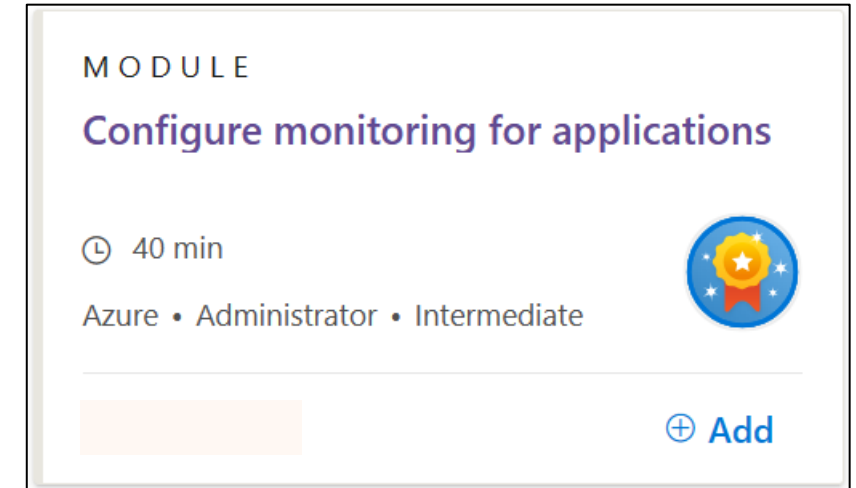 MODULE
Configure monitoring for applications
40 min
Azure • Administrator • Intermediate
Add